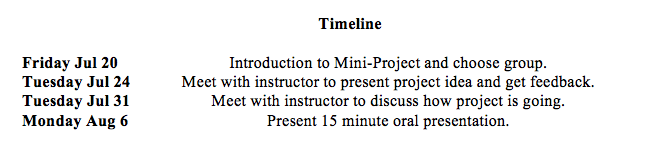 Timeline
Friday Jul 20 Introduction to Mini-Project and choose group.
Tuesday Jul 24 Meet with instructor to present project idea and get feedback.
Tuesday Jul 31 Meet with instructor to discuss how project is going.
Monday Aug 6 Present 15 minute oral presentation.